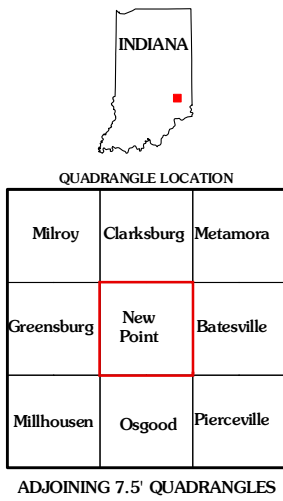 INDIANA
QUADRANGLE LOCATION
Milroy Clarksburg Metamora
Greensburg New Point Batesville
Millhousen Osgood Pierceville
ADJOINING 7.5' QUADRANGLES